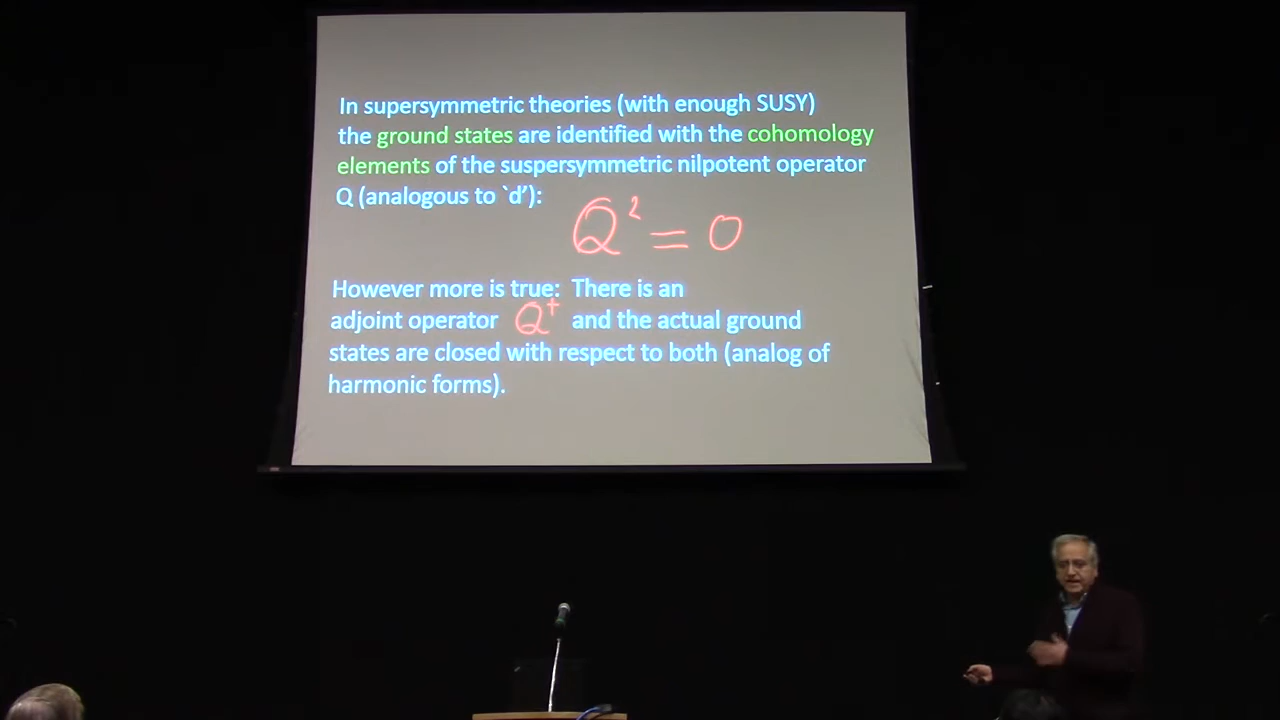 In supersymmetric theories (with enough SUSY)
the ground states are identified with the cohomology
elements of the suspersymmetric nilpotent operator
Q (analogous to `d'):
Q² = 0
However more is true: There is an
adjoint operator Q† and the actual ground
states are closed with respect to both (analog of
harmonic forms).